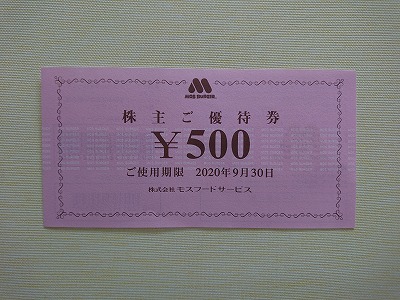 MOS BURGER
株主ご優待券
￥500
ご使用期限 2020年9月30日
株式会社 モスフードサービス